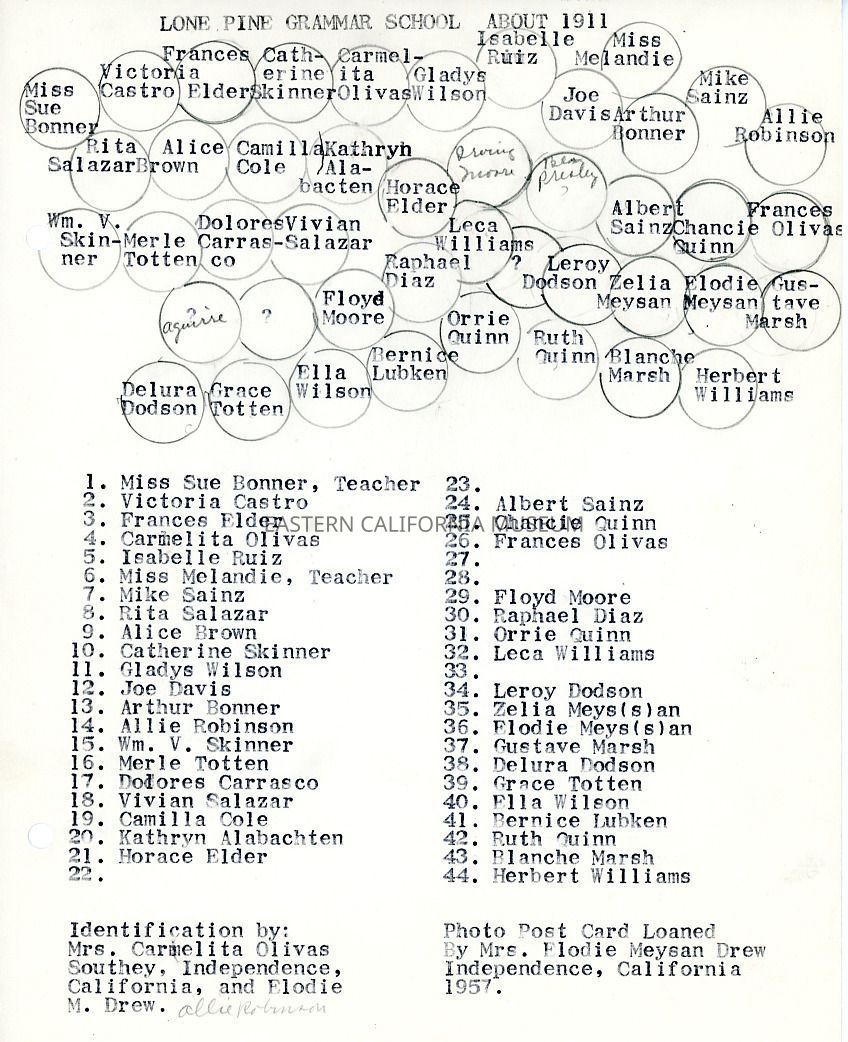 LONE PINE GRAMMAR SCHOOL ABOUT 1911
Miss Sue Bonner
Victoria Castro
Frances Elder
Cath-erine Skinner
Carmel-ita Olivas
Gladys Wilson
Isabelle Ruiz
Miss Melandie
Joe Davis
Arthur Bonner
Mike Sainz
Allie Robinson
Rita Salazar
Alice Brown
Camilla Cole
Kathryn Ala-bacten
Horace Elder
Irving Moore
Presley ?
Albert Sainz
Chancie Quinn
Frances Olivas
Wm. V. Skin-ner
Merle Totten
Dolores Carras-co
Vivian Salazar
Raphael Diaz
Leca Williams
?
Leroy Dodson
Zelia Meysan
Elodie Meysan
Gus-tave Marsh
?
aguirre
?
Floyd Moore
Orrie Quinn
Ruth Quinn
Blanche Marsh
Herbert Williams
Delura Dodson
Grace Totten
Ella Wilson
Bernice Lubken
1. Miss Sue Bonner, Teacher
2. Victoria Castro
3. Frances Elder
4. Carmelita Olivas
5. Isabelle Ruiz
6. Miss Melandie, Teacher
7. Mike Sainz
8. Rita Salazar
9. Alice Brown
10. Catherine Skinner
11. Gladys Wilson
12. Joe Davis
13. Arthur Bonner
14. Allie Robinson
15. Wm. V. Skinner
16. Merle Totten
17. Dolores Carrasco
18. Vivian Salazar
19. Camilla Cole
20. Kathryn Alabachten
21. Horace Elder
22.
23.
24. Albert Sainz
25. Chancie Quinn
26. Frances Olivas
27.
28.
29. Floyd Moore
30. Raphael Diaz
31. Orrie Quinn
32. Leca Williams
33.
34. Leroy Dodson
35. Zelia Meys(s)an
36. Elodie Meys(s)an
37. Gustave Marsh
38. Delura Dodson
39. Grace Totten
40. Ella Wilson
41. Bernice Lubken
42. Ruth Quinn
43. Blanche Marsh
44. Herbert Williams
EASTERN CALIFORNIA MUSEUM
Identification by:
Mrs. Carmelita Olivas
Southey, Independence,
California, and Elodie
M. Drew. allie Robinson
Photo Post Card Loaned
By Mrs. Elodie Meysan Drew
Independence, California
1957.